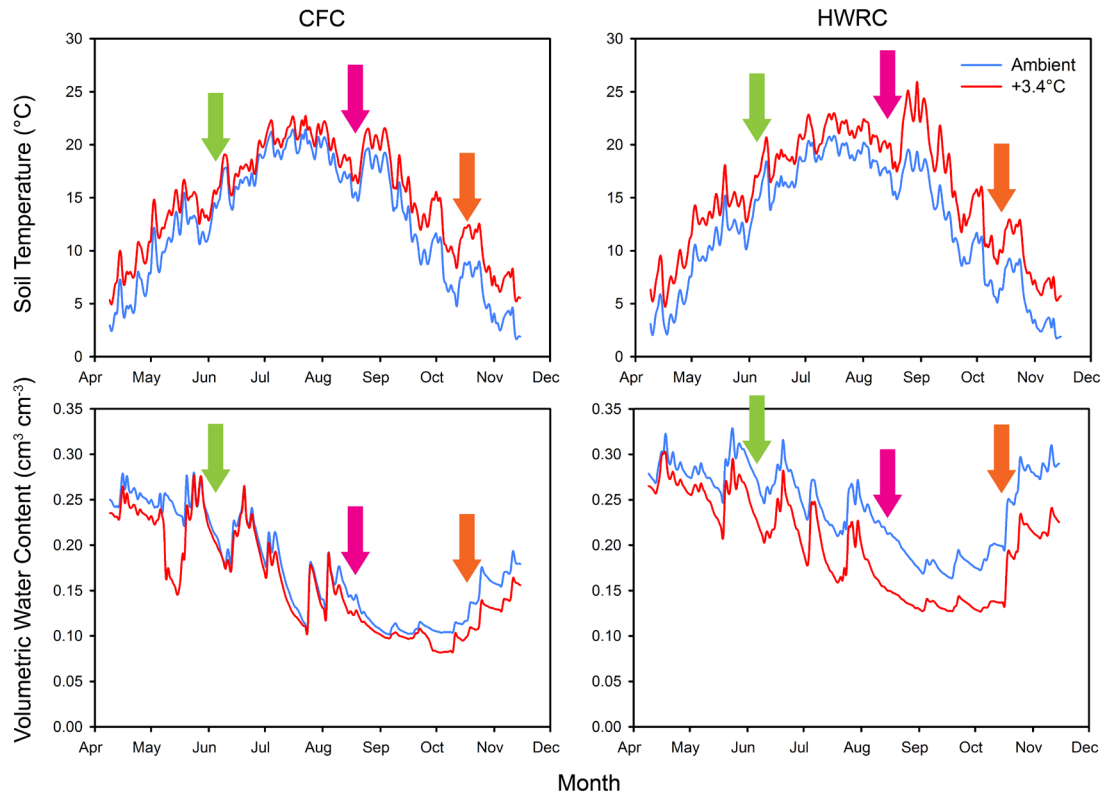 CFC
HWRC
Soil Temperature (°C)
30
25
20
15
10
5
0
Apr May Jun Jul Aug Sep Oct Nov Dec
30
25
20
15
10
5
0
Ambient
+3.4°C
Apr May Jun Jul Aug Sep Oct Nov Dec
Volumetric Water Content (cm³ cm⁻³)
0.35
0.30
0.25
0.20
0.15
0.10
0.05
0.00
Apr May Jun Jul Aug Sep Oct Nov Dec
0.35
0.30
0.25
0.20
0.15
0.10
0.05
0.00
Apr May Jun Jul Aug Sep Oct Nov Dec
Month